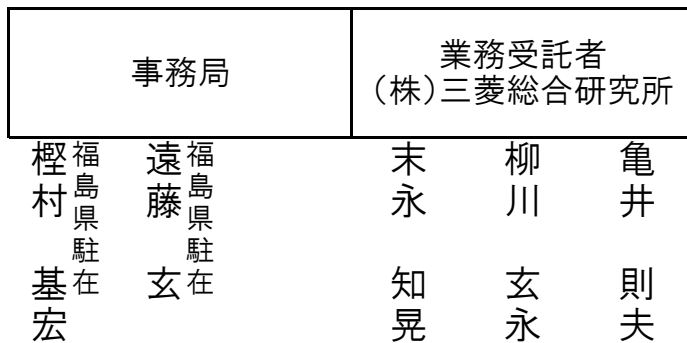 事務局
業務受託者
（株）三菱総合研究所
樫村 基宏
福島県駐在
遠藤 玄
福島県駐在
末永 知晃
柳川 玄永
亀井 則夫